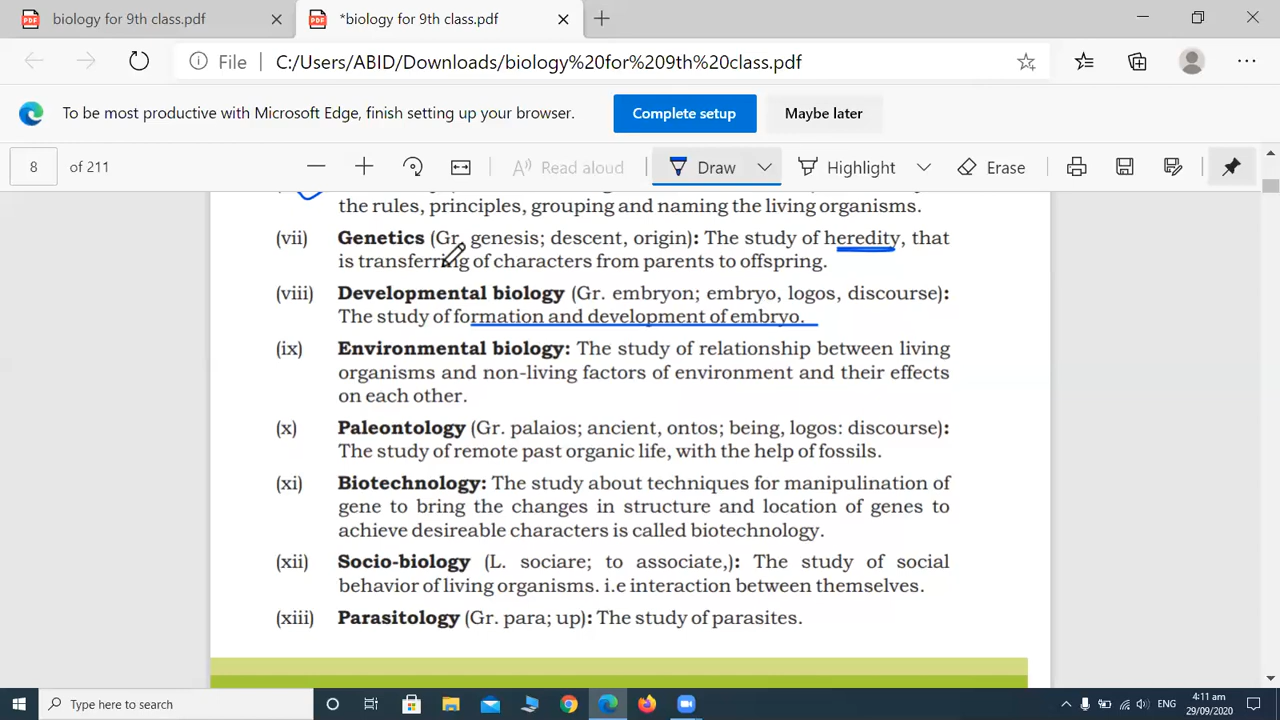 biology for 9th class.pdf
*biology for 9th class.pdf
File
C:/Users/ABID/Downloads/biology%20for%209th%20class.pdf
To be most productive with Microsoft Edge, finish setting up your browser.
Complete setup
Maybe later
8 of 211
Read aloud
Draw
Highlight
Erase
the rules, principles, grouping and naming the living organisms.
(vii) Genetics (Gr. genesis; descent, origin): The study of heredity, that
is transferring of characters from parents to offspring.
(viii) Developmental biology (Gr. embryon; embryo, logos, discourse):
The study of formation and development of embryo.
(ix) Environmental biology: The study of relationship between living
organisms and non-living factors of environment and their effects
on each other.
(x) Paleontology (Gr. palaios; ancient, ontos; being, logos: discourse):
The study of remote past organic life, with the help of fossils.
(xi) Biotechnology: The study about techniques for manipulination of
gene to bring the changes in structure and location of genes to
achieve desireable characters is called biotechnology.
(xii) Socio-biology (L. sociare; to associate,): The study of social
behavior of living organisms. i.e interaction between themselves.
(xiii) Parasitology (Gr. para; up): The study of parasites.
Type here to search
ENG
4:11 am
29/09/2020